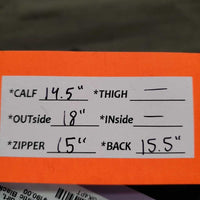 *CALF 14.5" *THIGH —
*OUTside 18" *INside —
*ZIPPER 15" *BACK 15.5"